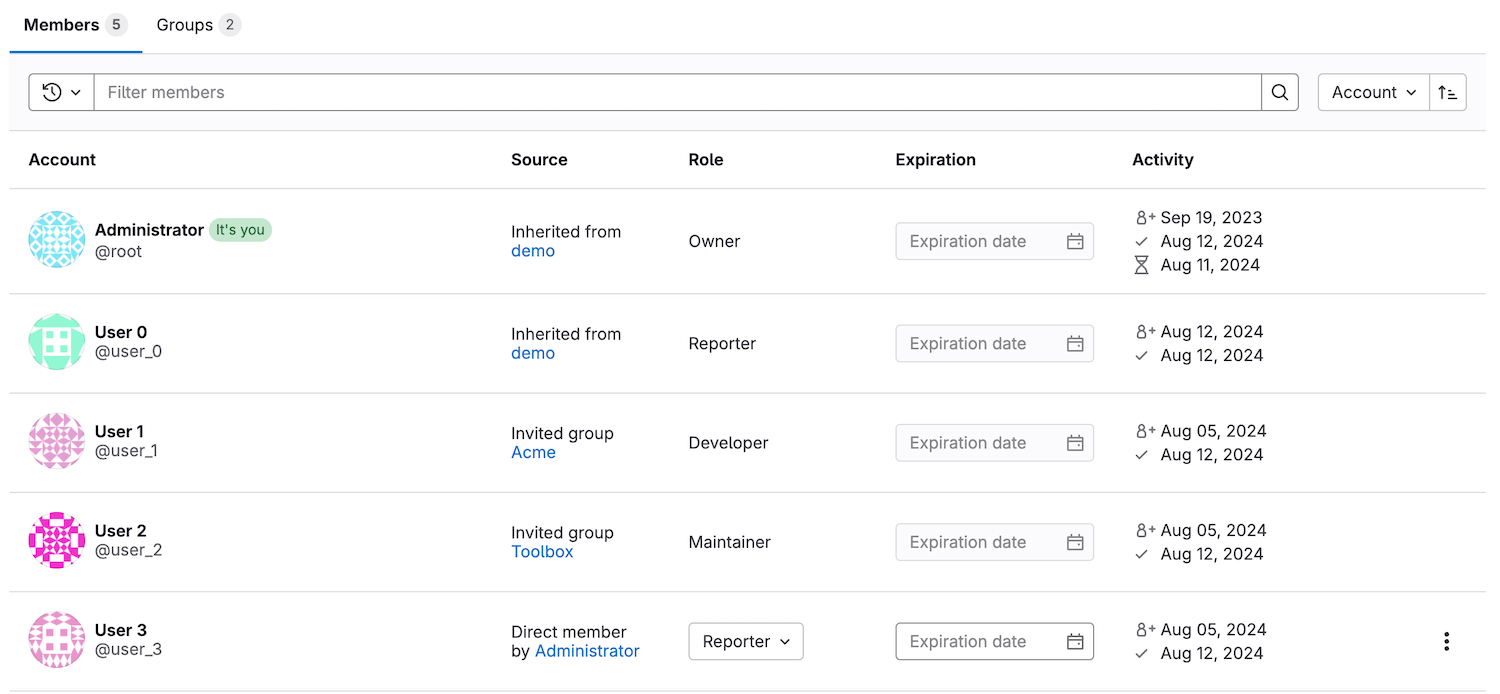 Members 5 Groups 2
Filter members Account
Account Source Role Expiration Activity
Administrator It's you
@root
Inherited from
demo
Owner
Expiration date
Sep 19, 2023
Aug 12, 2024
Aug 11, 2024
User 0
@user_0
Inherited from
demo
Reporter
Expiration date
Aug 12, 2024
Aug 12, 2024
User 1
@user_1
Invited group
Acme
Developer
Expiration date
Aug 05, 2024
Aug 12, 2024
User 2
@user_2
Invited group
Toolbox
Maintainer
Expiration date
Aug 05, 2024
Aug 12, 2024
User 3
@user_3
Direct member
by Administrator
Reporter
Expiration date
Aug 05, 2024
Aug 12, 2024